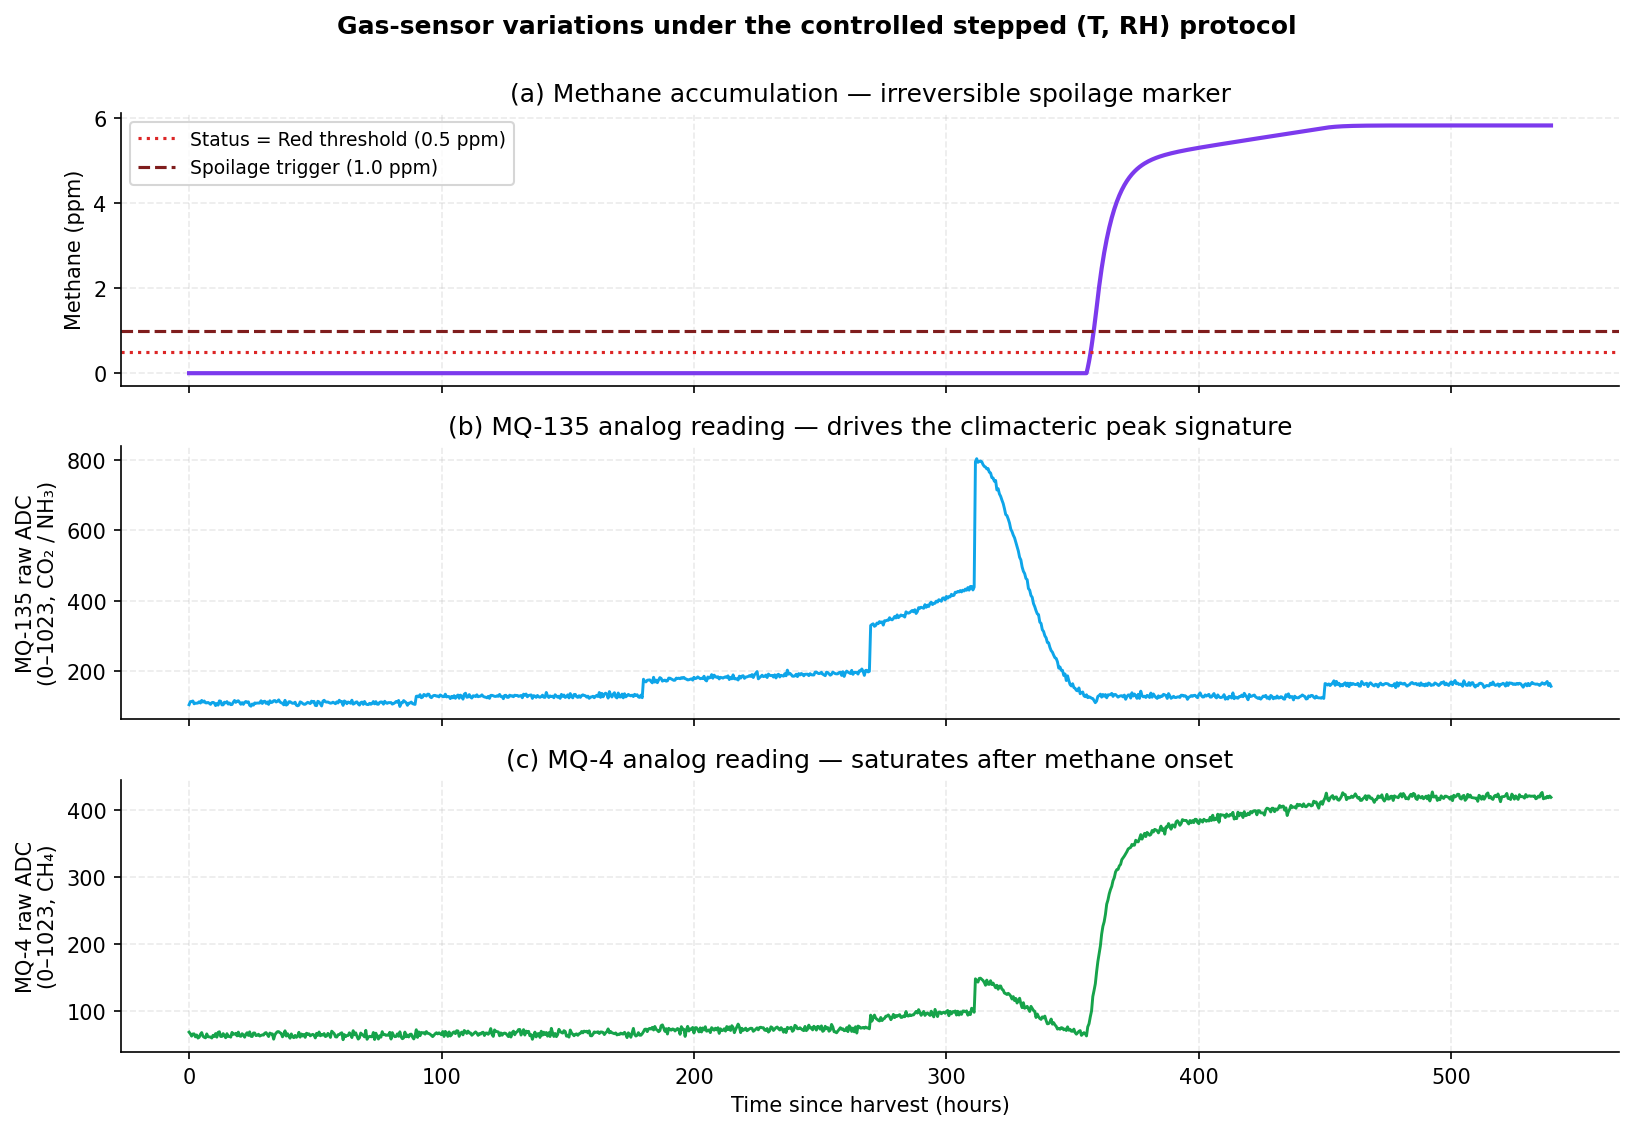 Gas-sensor variations under the controlled stepped (T, RH) protocol
(a) Methane accumulation — irreversible spoilage marker
Methane (ppm)
6
4
2
0
Status = Red threshold (0.5 ppm)
Spoilage trigger (1.0 ppm)
(b) MQ-135 analog reading — drives the climacteric peak signature
MQ-135 raw ADC
(0–1023, CO₂ / NH₃)
800
600
400
200
(c) MQ-4 analog reading — saturates after methane onset
MQ-4 raw ADC
(0–1023, CH₄)
400
300
200
100
0 100 200 300 400 500
Time since harvest (hours)